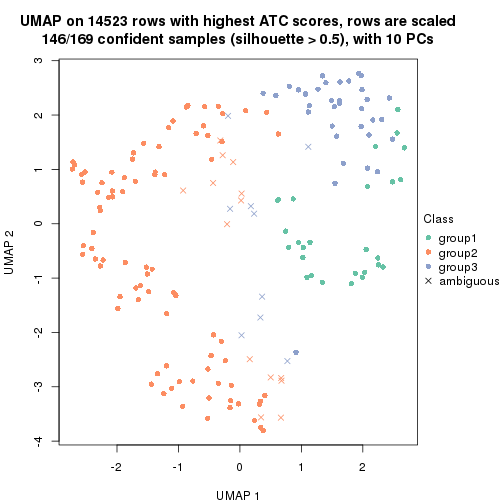 UMAP on 14523 rows with highest ATC scores, rows are scaled
146/169 confident samples (silhouette > 0.5), with 10 PCs
3
2
1
0
-1
-2
-3
-4
UMAP 2
-2
-1
0
1
2
UMAP 1
Class
group1
group2
group3
ambiguous